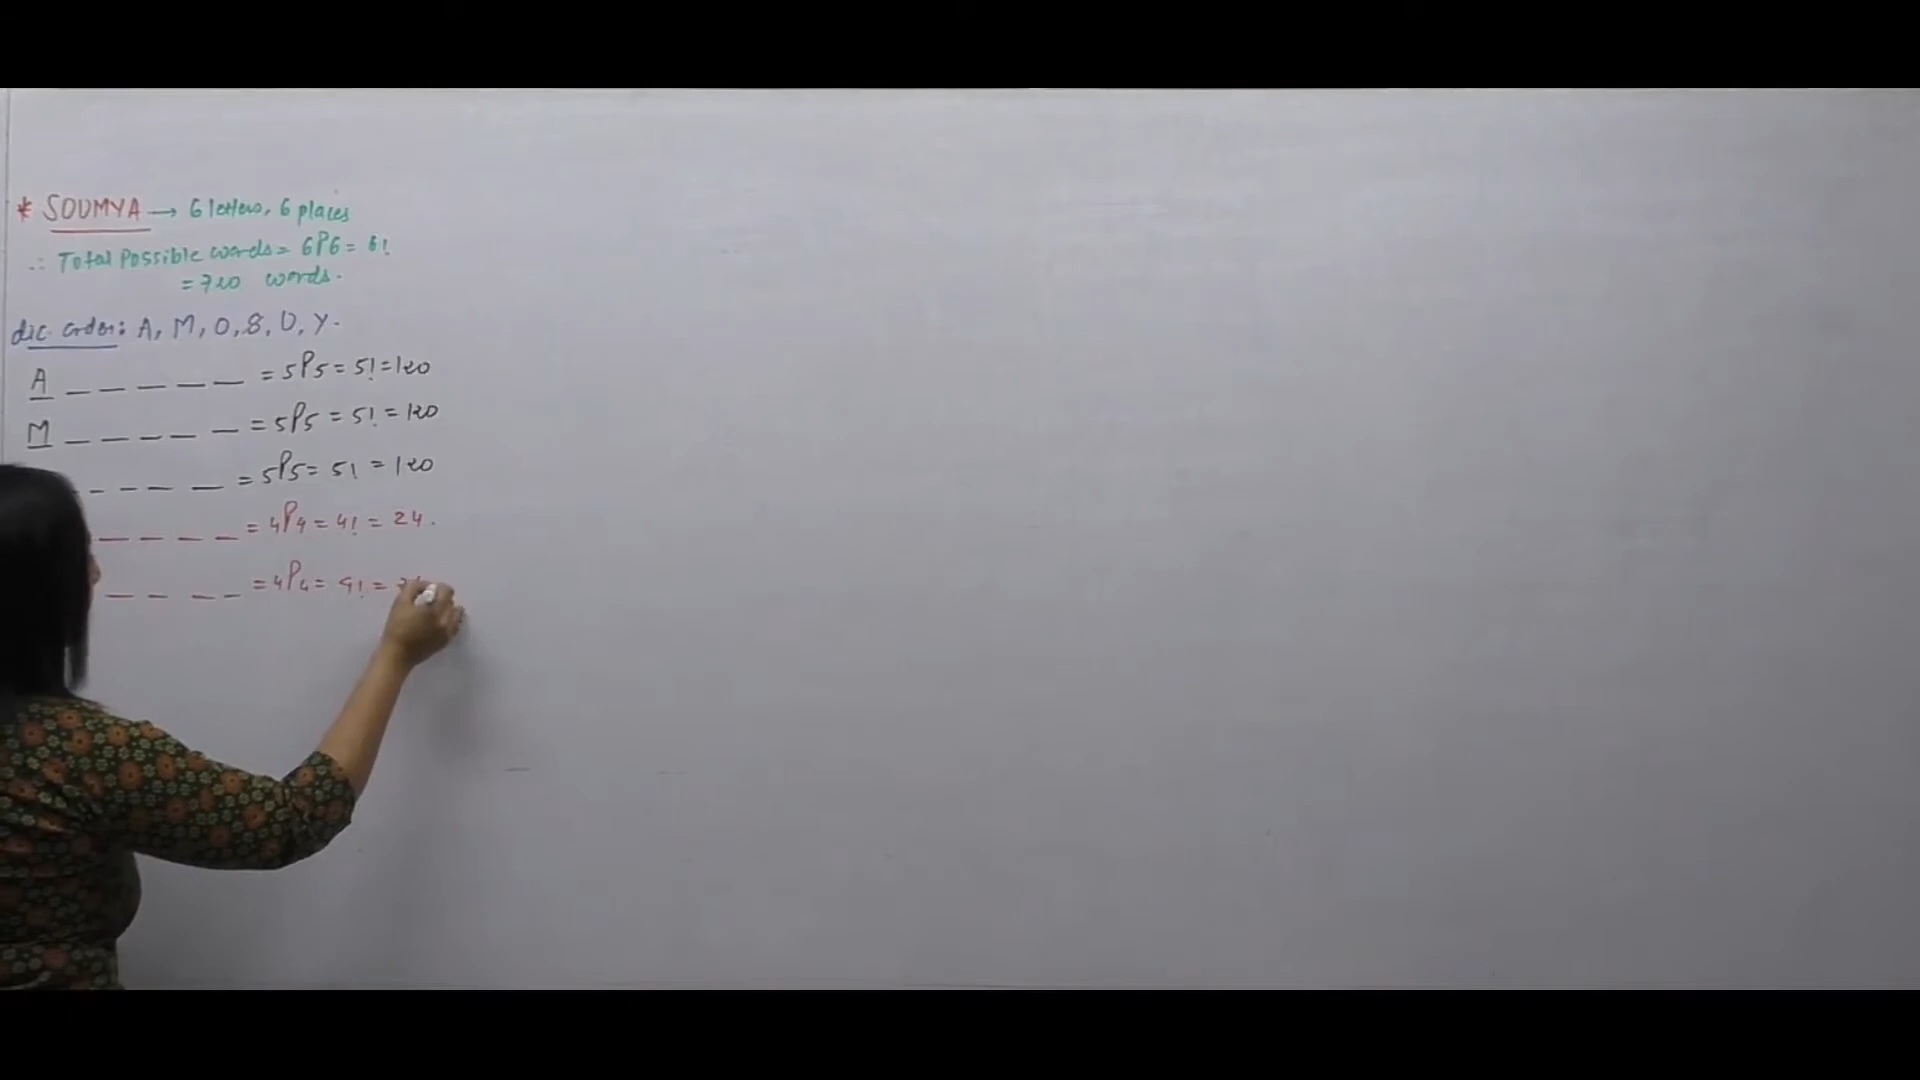 * SOUMYA → 6 letters, 6 places
∴ Total Possible words = 6P6 = 6!
= 720 words.
dic. order: A, M, O, S, U, Y.
A _ _ _ _ _ = 5P5 = 5! = 120
M _ _ _ _ _ = 5P5 = 5! = 120
_ _ _ _ = 5P5 = 5! = 120
_ _ _ _ = 4P4 = 4! = 24.
_ _ _ _ = 4P4 = 4! =